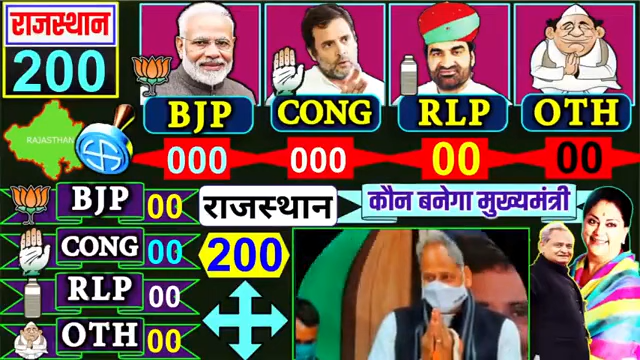 राजस्थान
200
BJP
CONG
RLP
OTH
RAJASTHAN
000
000
00
00
BJP 00
राजस्थान
कौन बनेगा मुख्यमंत्री
CONG 00
200
RLP 00
OTH 00